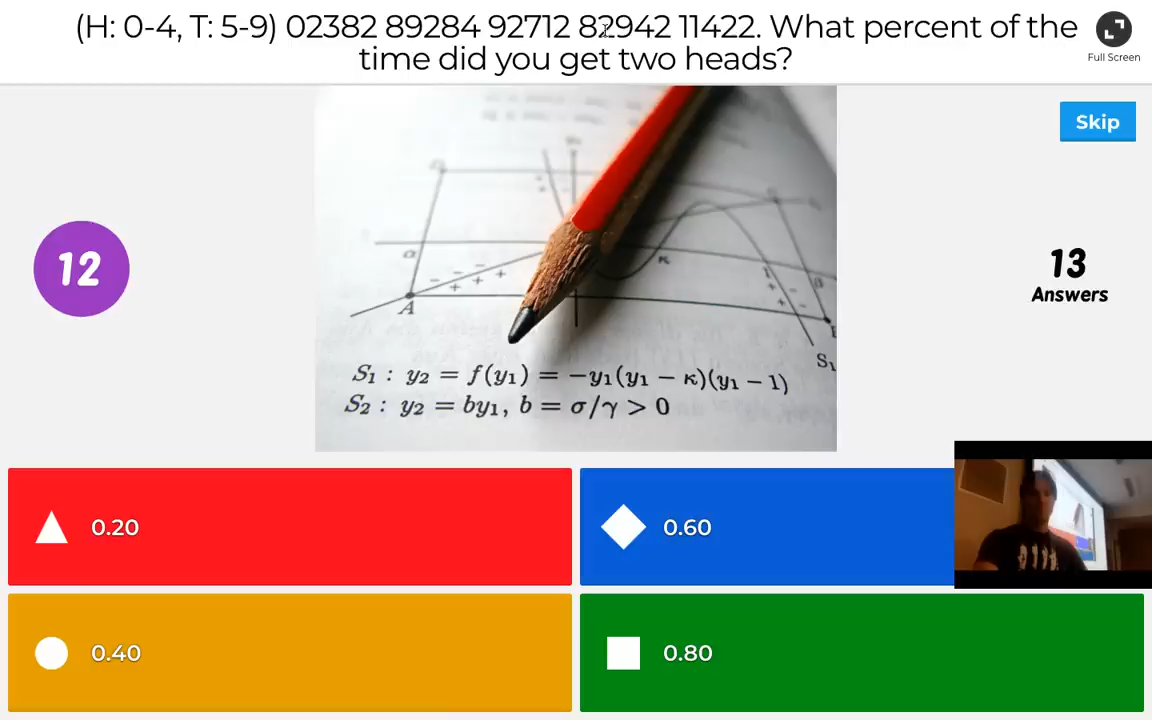 (H: 0-4, T: 5-9) 02382 89284 92712 82942 11422. What percent of the
time did you get two heads?
Full Screen
Skip
12
13
Answers
α
κ
A
S₁
S₁ : y₂ = f(y₁) = −y₁(y₁ − κ)(y₁ − 1)
S₂ : y₂ = by₁, b = σ/γ > 0
0.20
0.60
0.40
0.80